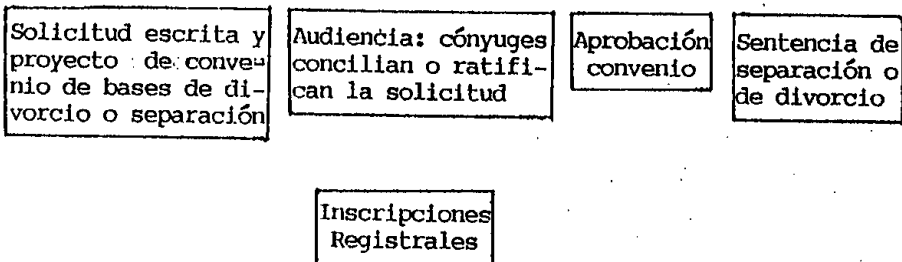 Solicitud escrita y
proyecto de conve-
nio de bases de di-
vorcio o separación
Audiencia: cónyuges
concilian o ratifi-
can la solicitud
Aprobación
convenio
Sentencia de
separación o
de divorcio
Inscripciones
Registrales